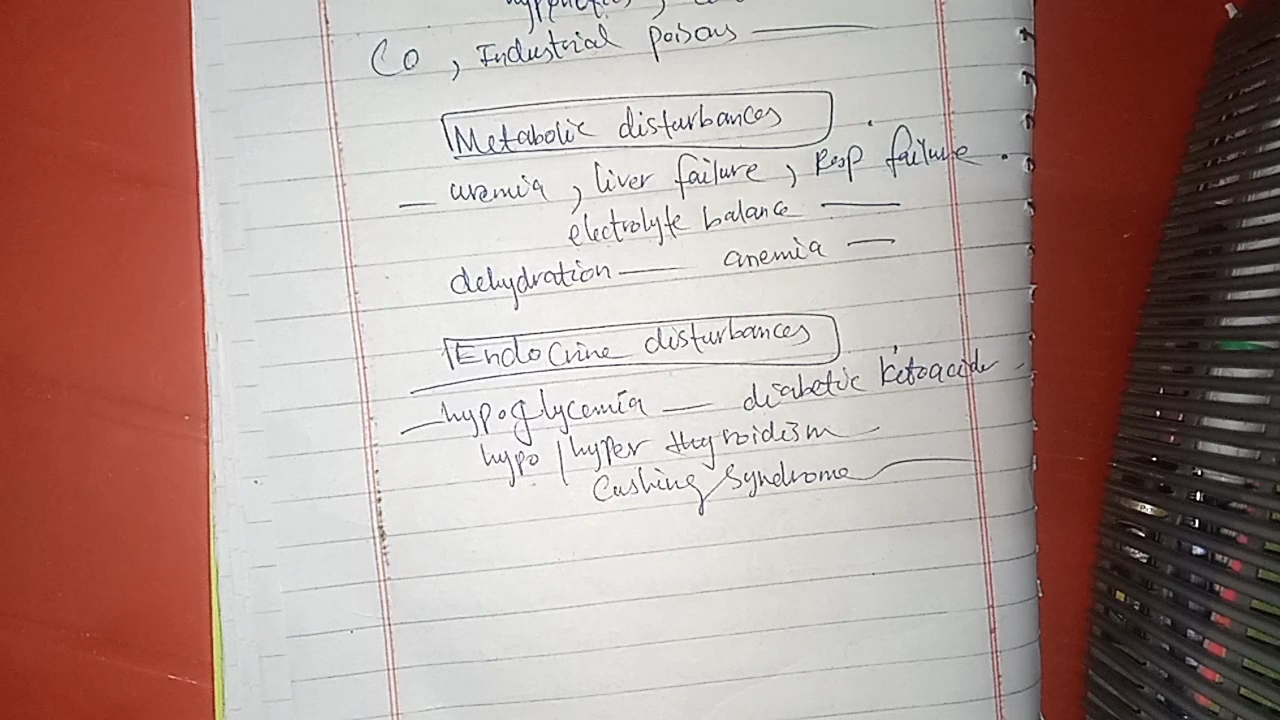 Co , Industrial poisons —
Metabolic disturbances
— uremia , liver failure , Resp failure .
electrolyte balance —
dehydration — anemia —
Endocrine disturbances
— hypoglycemia — diabetic
hypo / hyper thyroidism
Cushing Syndrome